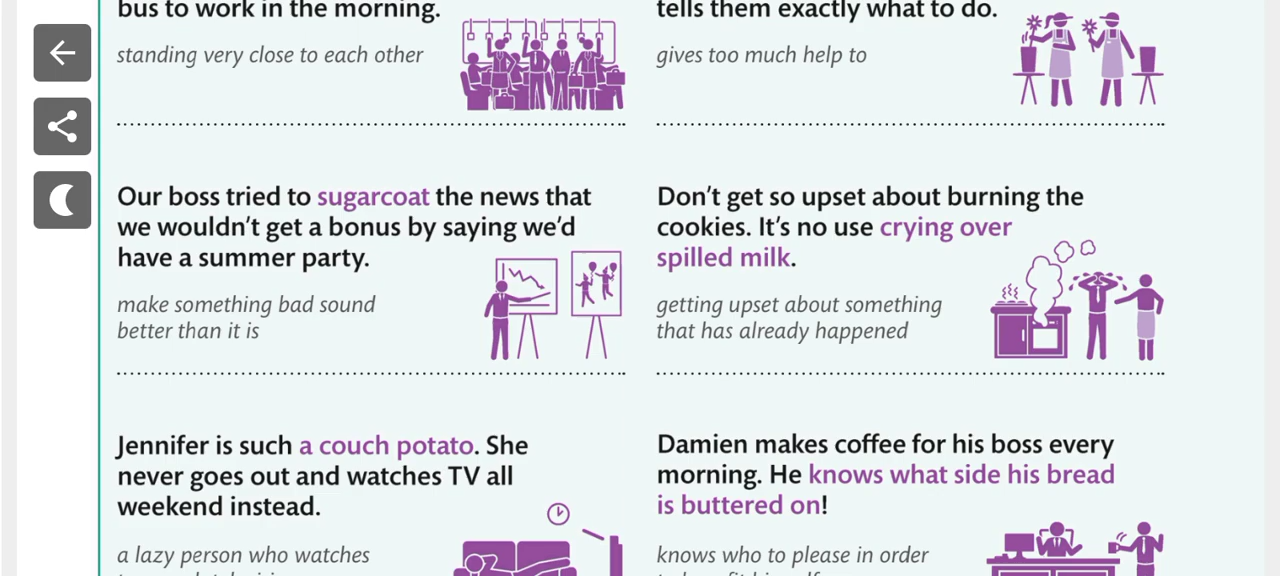 bus to work in the morning.
standing very close to each other
tells them exactly what to do.
gives too much help to
Our boss tried to sugarcoat the news that
we wouldn't get a bonus by saying we'd
have a summer party.
make something bad sound
better than it is
Don't get so upset about burning the
cookies. It's no use crying over
spilled milk.
getting upset about something
that has already happened
Jennifer is such a couch potato. She
never goes out and watches TV all
weekend instead.
a lazy person who watches
Damien makes coffee for his boss every
morning. He knows what side his bread
is buttered on!
knows who to please in order